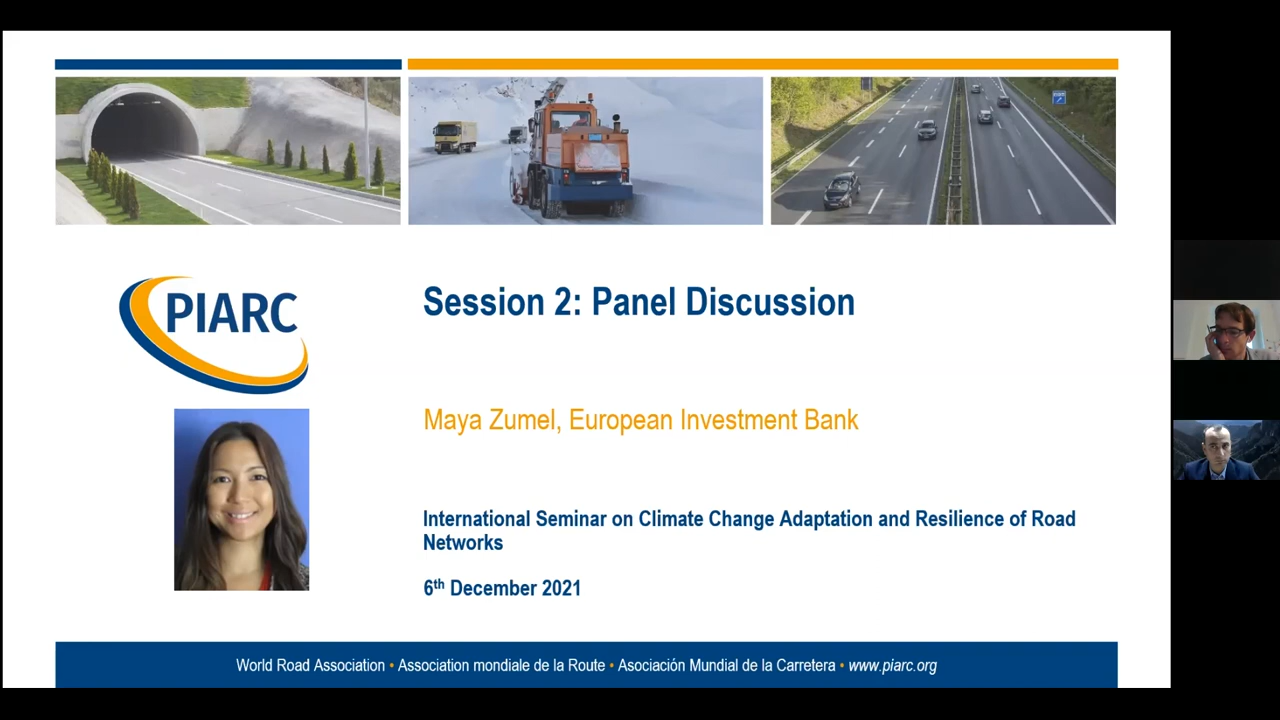 PIARC
Session 2: Panel Discussion
Maya Zumel, European Investment Bank
International Seminar on Climate Change Adaptation and Resilience of Road
Networks
6th December 2021
World Road Association • Association mondiale de la Route • Asociación Mundial de la Carretera • www.piarc.org